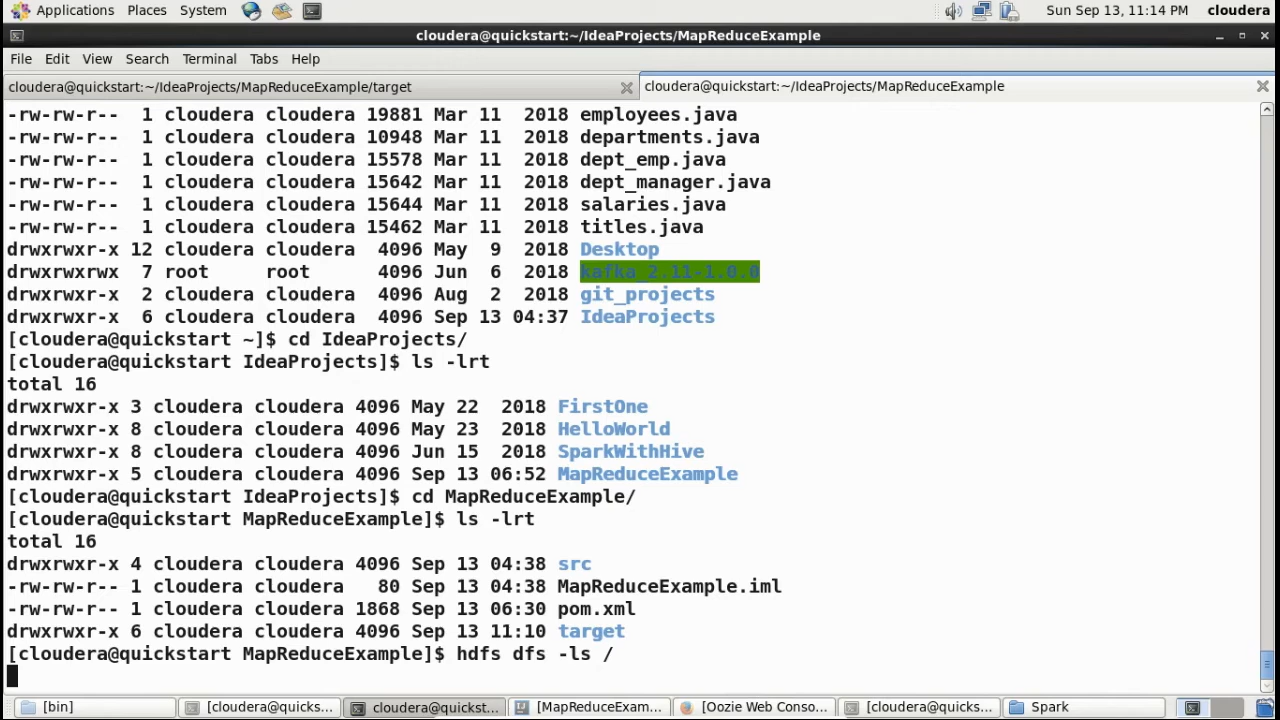 Applications Places System Sun Sep 13, 11:14 PM cloudera
cloudera@quickstart:~/IdeaProjects/MapReduceExample
File Edit View Search Terminal Tabs Help
cloudera@quickstart:~/IdeaProjects/MapReduceExample/target cloudera@quickstart:~/IdeaProjects/MapReduceExample
-rw-rw-r-- 1 cloudera cloudera 19881 Mar 11 2018 employees.java
-rw-rw-r-- 1 cloudera cloudera 10948 Mar 11 2018 departments.java
-rw-rw-r-- 1 cloudera cloudera 15578 Mar 11 2018 dept_emp.java
-rw-rw-r-- 1 cloudera cloudera 15642 Mar 11 2018 dept_manager.java
-rw-rw-r-- 1 cloudera cloudera 15644 Mar 11 2018 salaries.java
-rw-rw-r-- 1 cloudera cloudera 15462 Mar 11 2018 titles.java
drwxrwxr-x 12 cloudera cloudera 4096 May 9 2018 Desktop
drwxrwxrwx 7 root root 4096 Jun 6 2018 kafka_2.11-1.0.0
drwxrwxr-x 2 cloudera cloudera 4096 Aug 2 2018 git_projects
drwxrwxr-x 6 cloudera cloudera 4096 Sep 13 04:37 IdeaProjects
[cloudera@quickstart ~]$ cd IdeaProjects/
[cloudera@quickstart IdeaProjects]$ ls -lrt
total 16
drwxrwxr-x 3 cloudera cloudera 4096 May 22 2018 FirstOne
drwxrwxr-x 8 cloudera cloudera 4096 May 23 2018 HelloWorld
drwxrwxr-x 8 cloudera cloudera 4096 Jun 15 2018 SparkWithHive
drwxrwxr-x 5 cloudera cloudera 4096 Sep 13 06:52 MapReduceExample
[cloudera@quickstart IdeaProjects]$ cd MapReduceExample/
[cloudera@quickstart MapReduceExample]$ ls -lrt
total 16
drwxrwxr-x 4 cloudera cloudera 4096 Sep 13 04:38 src
-rw-rw-r-- 1 cloudera cloudera 80 Sep 13 04:38 MapReduceExample.iml
-rw-rw-r-- 1 cloudera cloudera 1868 Sep 13 06:30 pom.xml
drwxrwxr-x 6 cloudera cloudera 4096 Sep 13 11:10 target
[cloudera@quickstart MapReduceExample]$ hdfs dfs -ls /
[bin] [cloudera@quicks... cloudera@quickst... [MapReduceExam... [Oozie Web Conso... [cloudera@quicks... Spark